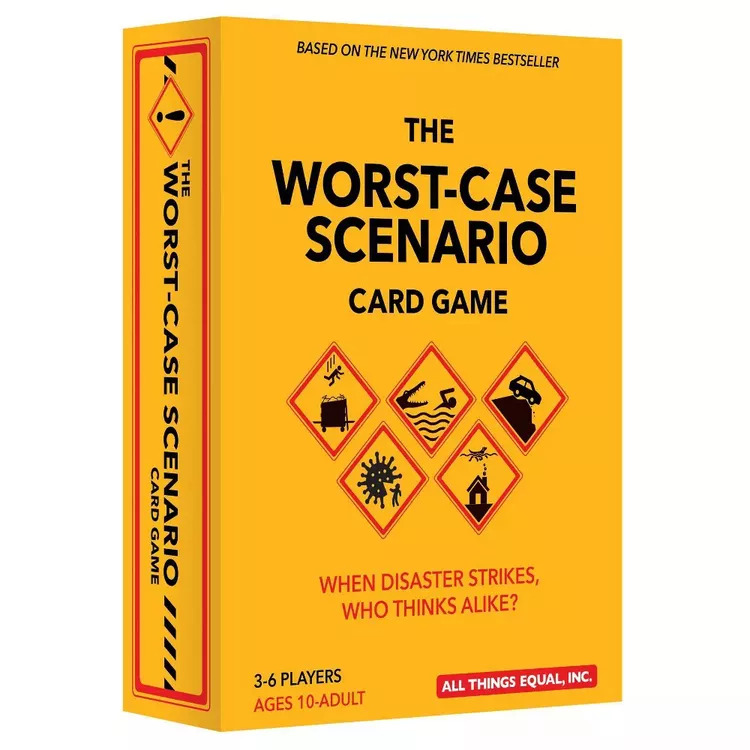 BASED ON THE NEW YORK TIMES BESTSELLER
THE
WORST-CASE
SCENARIO
CARD GAME
WHEN DISASTER STRIKES,
WHO THINKS ALIKE?
3-6 PLAYERS
AGES 10-ADULT
ALL THINGS EQUAL, INC.
!
THE
WORST-CASE SCENARIO
CARD GAME